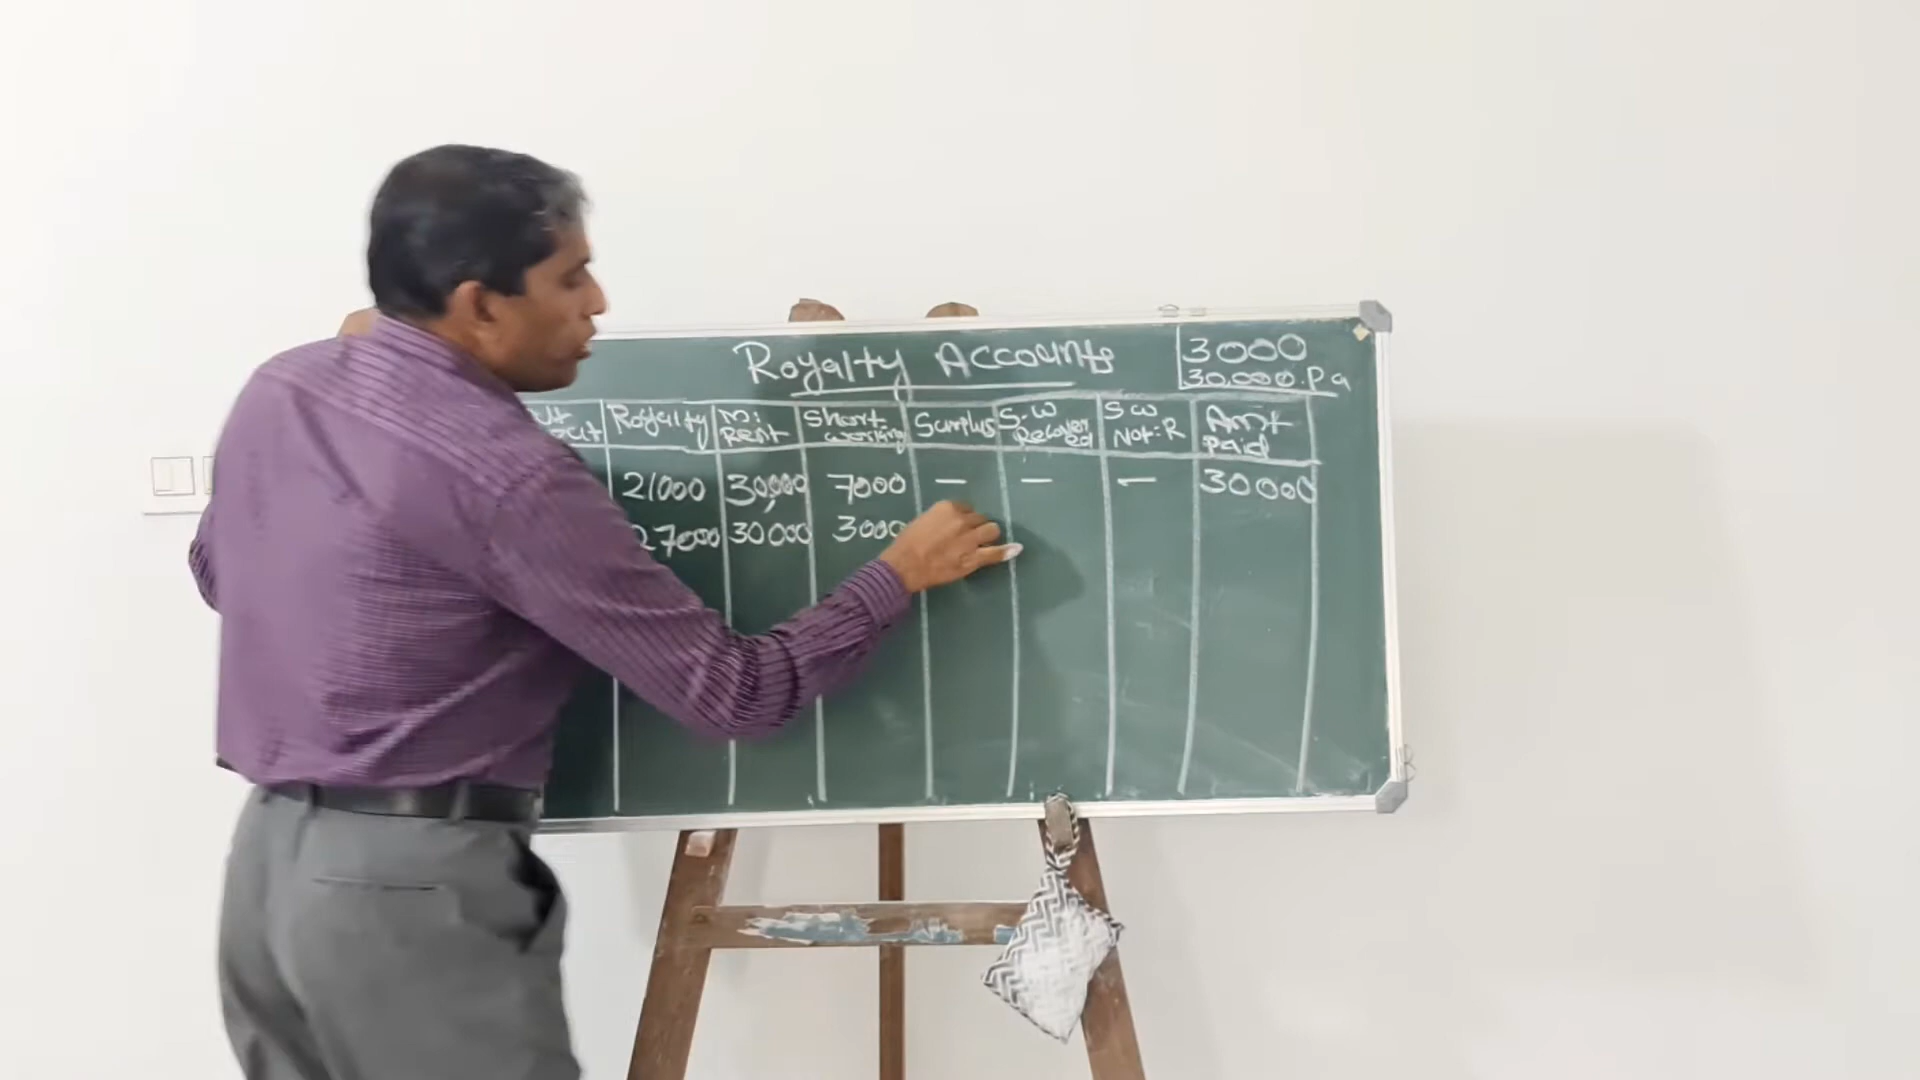 Royalty Accounts
3000
30,000.Pa
Royalty
M: Rent
Short working
Surplus
S.W Recovered
S W Not: R
Amt Paid
21000 30,000 7000 — — — 30000
27000 30000 3000